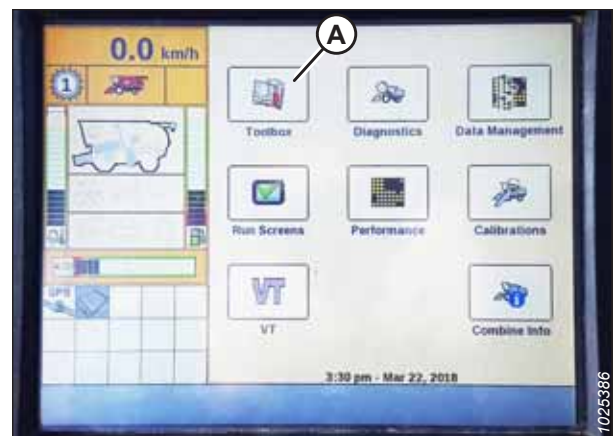 A
0.0 km/h
1
Toolbox
Diagnostics
Data Management
Run Screens
Performance
Calibrations
GPS
VT
VT
Combine Info
3:30 pm - Mar 22, 2018
1025386